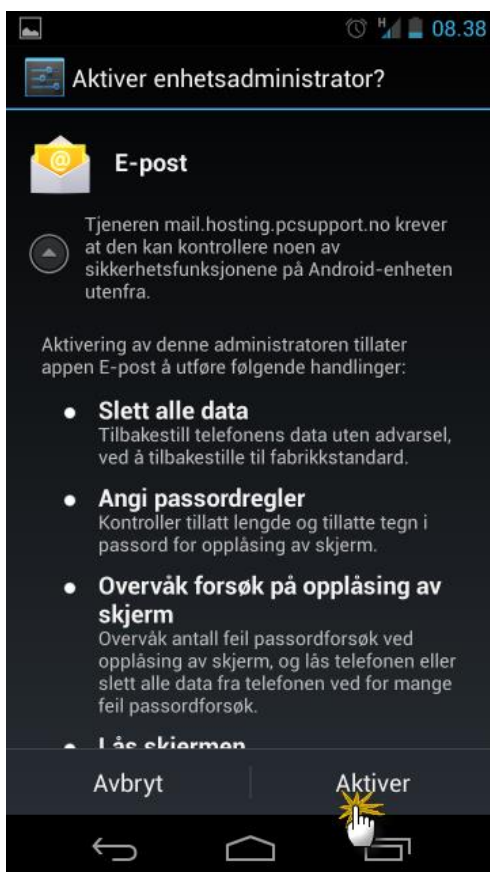 H 08.38
Aktiver enhetsadministrator?
@
E-post
Tjeneren mail.hosting.pcsupport.no krever
at den kan kontrollere noen av
sikkerhetsfunksjonene på Android-enheten
utenfra.
Aktivering av denne administratoren tillater
appen E-post å utføre følgende handlinger:
● Slett alle data
Tilbakestill telefonens data uten advarsel,
ved å tilbakestille til fabrikkstandard.
● Angi passordregler
Kontroller tillatt lengde og tillatte tegn i
passord for opplåsing av skjerm.
● Overvåk forsøk på opplåsing av
skjerm
Overvåk antall feil passordforsøk ved
opplåsing av skjerm, og lås telefonen eller
slett alle data fra telefonen ved for mange
feil passordforsøk.
● Lås skjermen
Avbryt Aktiver